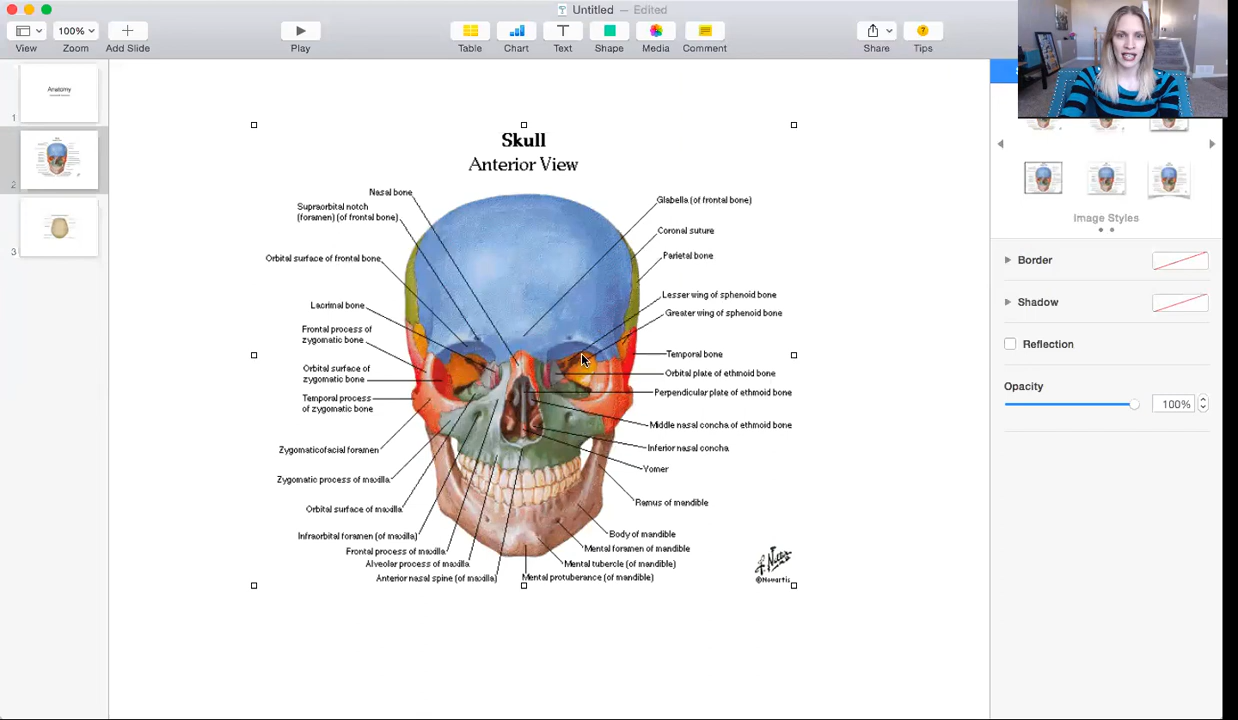 Untitled — Edited
100%
View
Zoom
Add Slide
Play
Table
Chart
Text
Shape
Media
Comment
Share
Tips
1
Anatomy
2
3
Skull
Anterior View
Nasal bone
Supraorbital notch
(foramen) (of frontal bone)
Orbital surface of frontal bone
Lacrimal bone
Frontal process of
zygomatic bone
Orbital surface of
zygomatic bone
Temporal process
of zygomatic bone
Zygomaticofacial foramen
Zygomatic process of maxilla
Orbital surface of maxilla
Infraorbital foramen (of maxilla)
Frontal process of maxilla
Alveolar process of maxilla
Anterior nasal spine (of maxilla)
Glabella (of frontal bone)
Coronal suture
Parietal bone
Lesser wing of sphenoid bone
Greater wing of sphenoid bone
Temporal bone
Orbital plate of ethmoid bone
Perpendicular plate of ethmoid bone
Middle nasal concha of ethmoid bone
Inferior nasal concha
Vomer
Ramus of mandible
Body of mandible
Mental foramen of mandible
Mental tubercle (of mandible)
Mental protuberance (of mandible)
©Novartis
Image Styles
Border
Shadow
Reflection
Opacity
100%